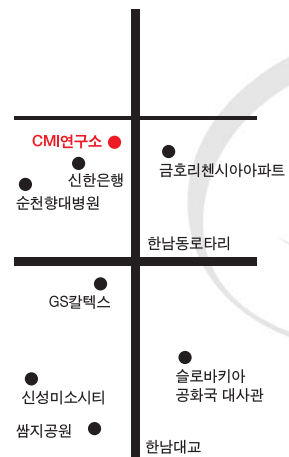 CMI연구소
신한은행
금호리첸시아아파트
순천향대병원
한남동로타리
GS칼텍스
슬로바키아
공화국 대사관
신성미소시티
쌈지공원
한남대교